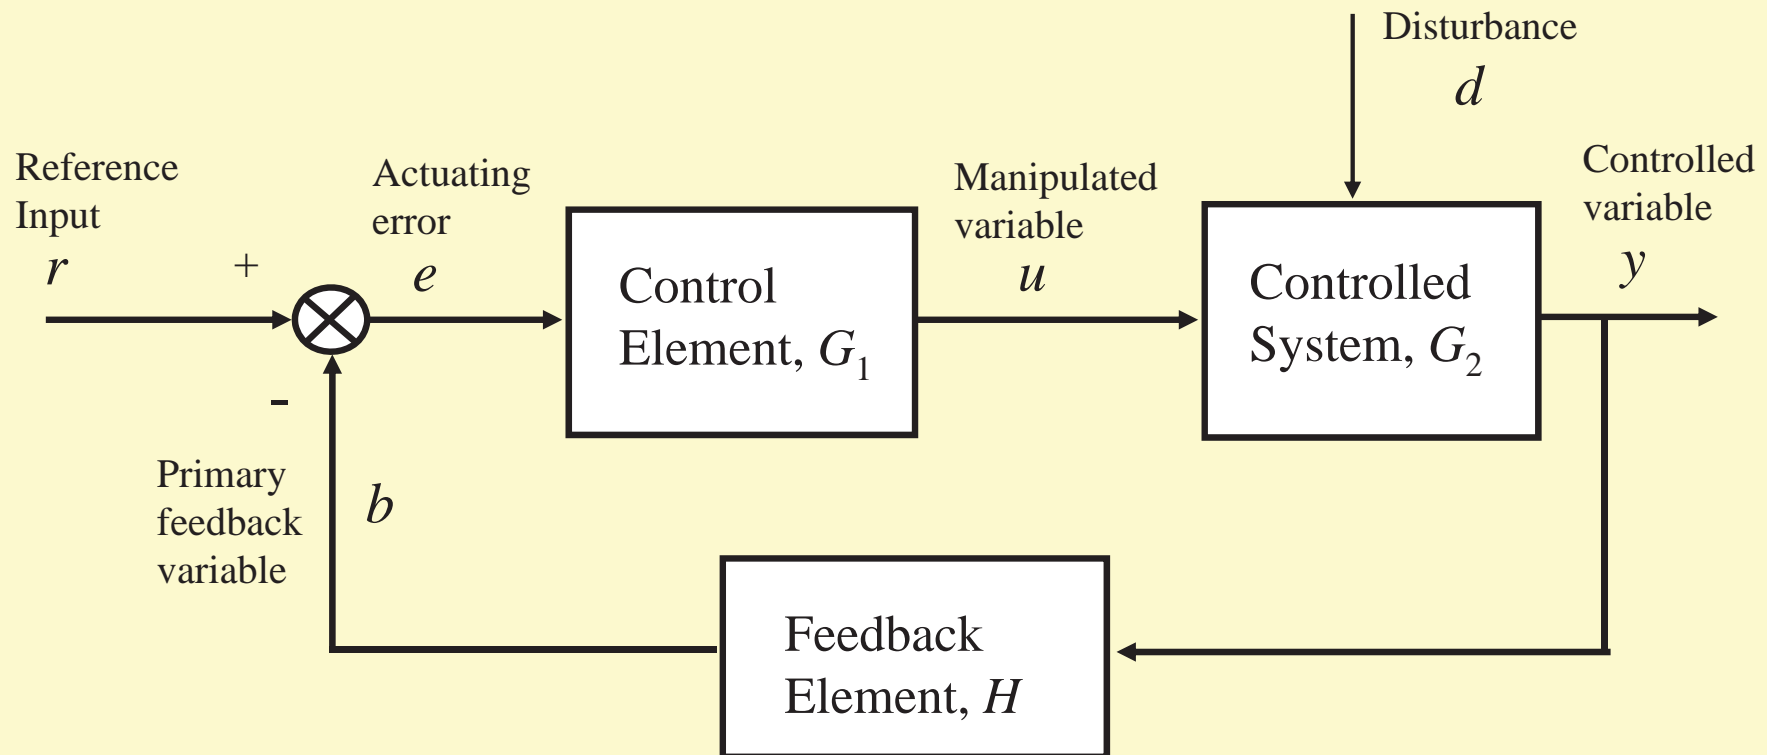 Disturbance
d
Reference
Input
r
+
-
Actuating
error
e
Control
Element, G₁
Manipulated
variable
u
Controlled
System, G₂
Controlled
variable
y
Primary
feedback
variable
b
Feedback
Element, H